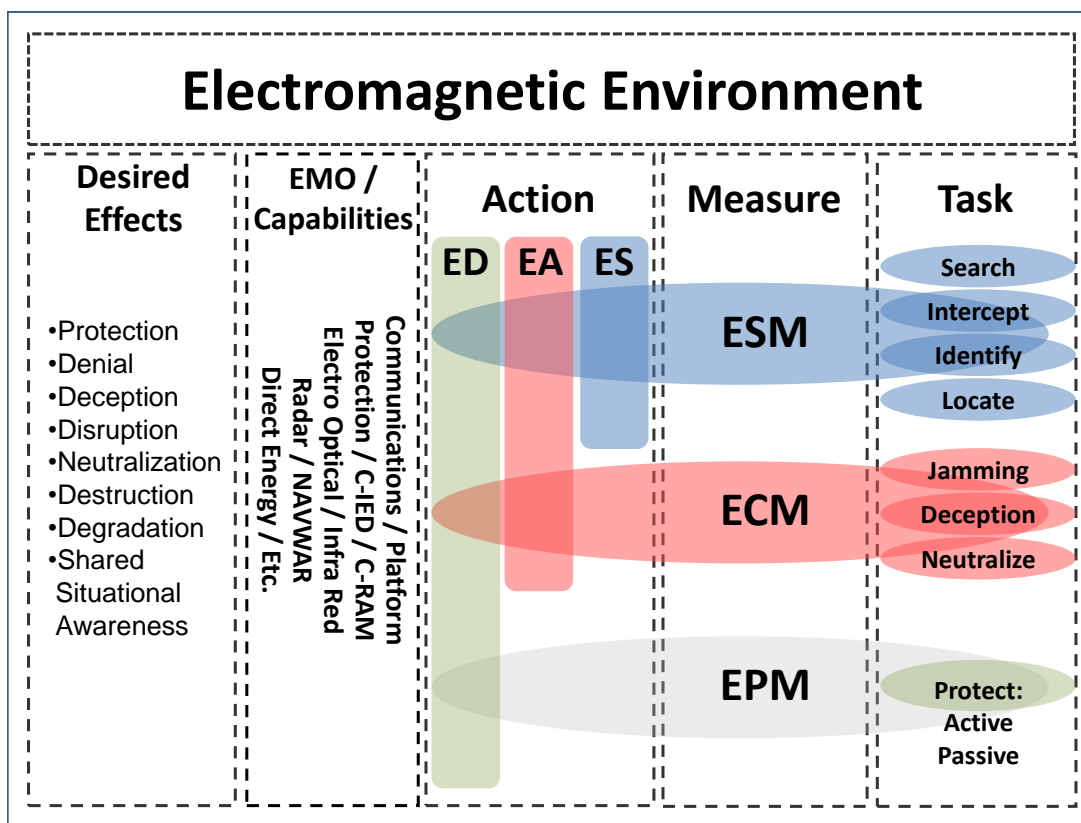 Electromagnetic Environment
Desired
Effects
•Protection
•Denial
•Deception
•Disruption
•Neutralization
•Destruction
•Degradation
•Shared
Situational
Awareness
EMO /
Capabilities
Communications / Platform
Protection / C-IED / C-RAM
Electro Optical / Infra Red
Radar / NAVWAR
Direct Energy / Etc.
Action
ED
EA
ES
Measure
ESM
ECM
EPM
Task
Search
Intercept
Identify
Locate
Jamming
Deception
Neutralize
Protect:
Active
Passive